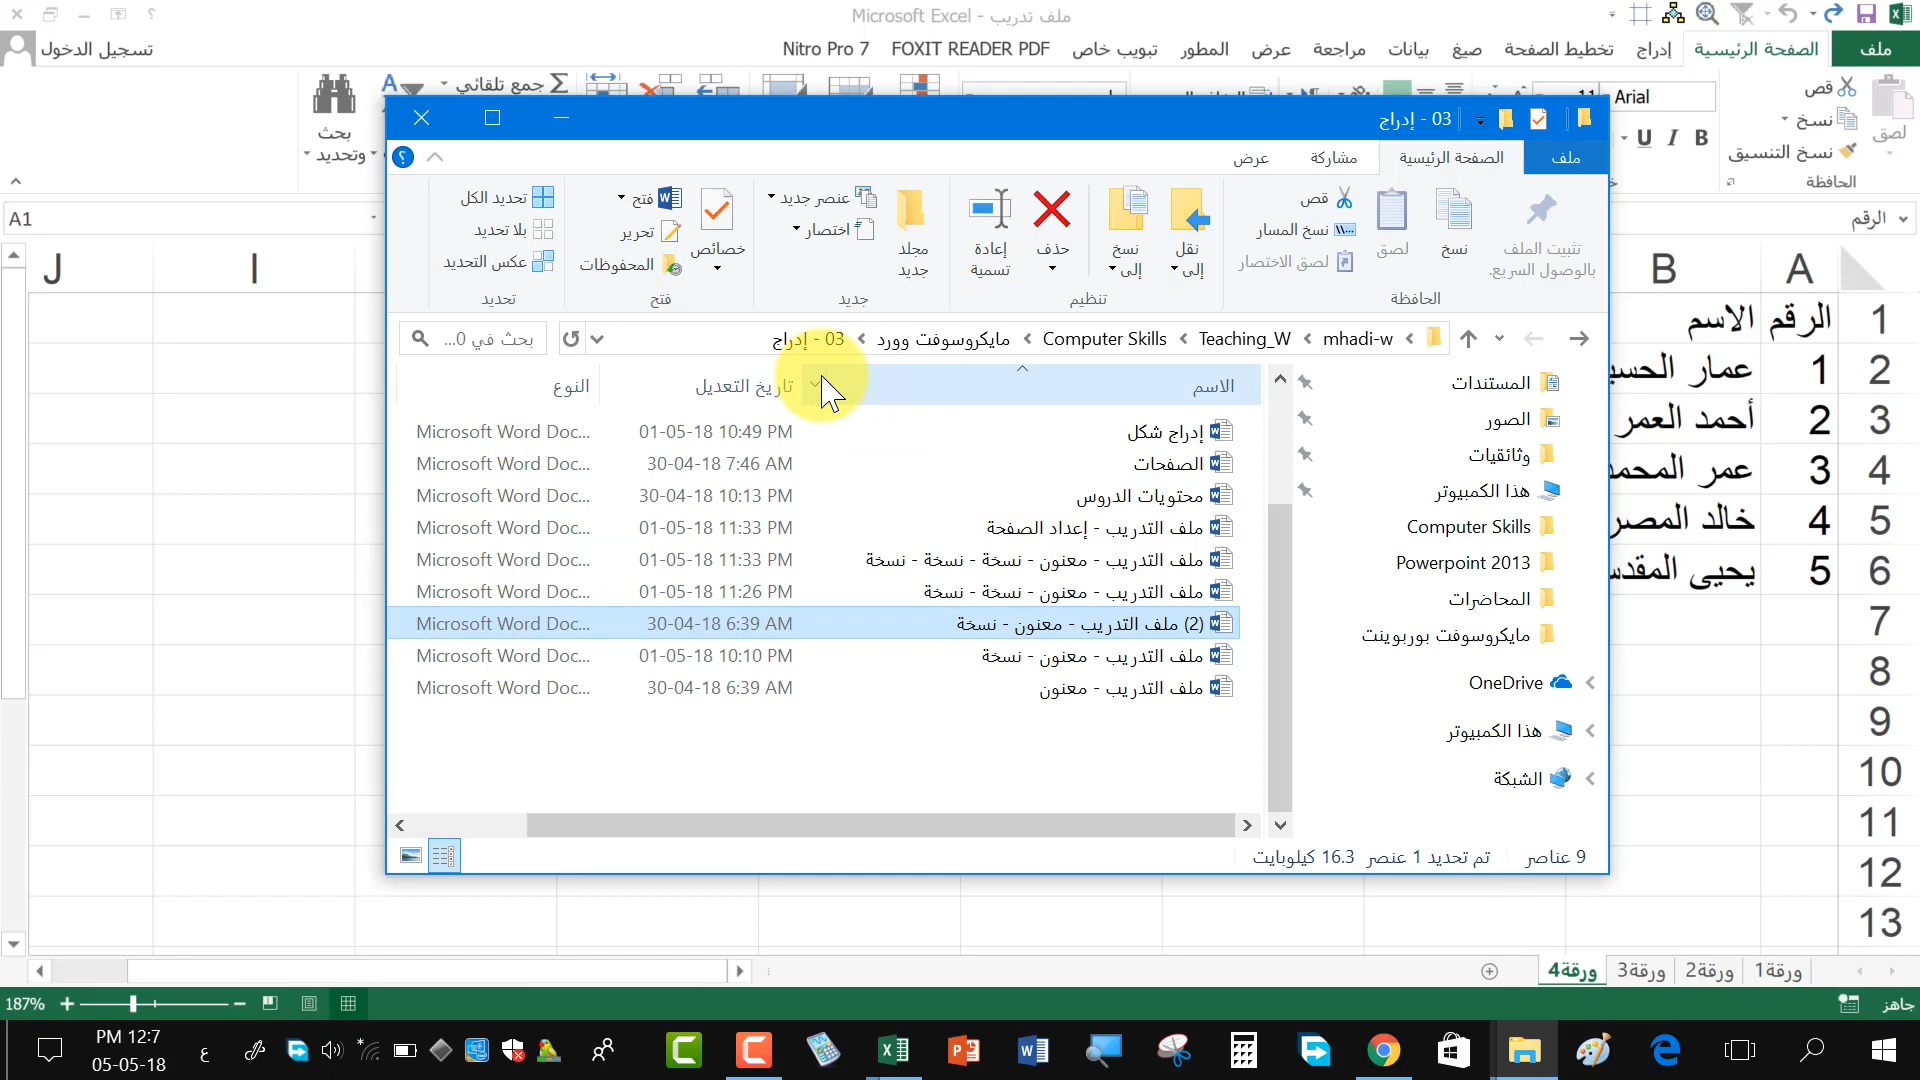 ملف تدريب - Microsoft Excel
ملف
الصفحة الرئيسية
إدراج
تخطيط الصفحة
صيغ
بيانات
مراجعة
عرض
المطور
تبويب خاص
FOXIT READER PDF
Nitro Pro 7
تسجيل الدخول
قص
نسخ
نسخ التنسيق
لصق
الحافظة
Arial
11
B I U
جمع تلقائي
بحث
وتحديد
A1
الرقم
03 - إدراج
ملف
الصفحة الرئيسية
مشاركة
عرض
تثبيت الملف
بالوصول السريع.
نسخ
لصق
قص
نسخ المسار
لصق الاختصار
الحافظة
نقل
إلى
نسخ
إلى
حذف
إعادة
تسمية
تنظيم
مجلد
جديد
عنصر جديد
اختصار
جديد
خصائص
فتح
تحرير
المحفوظات
فتح
تحديد الكل
بلا تحديد
عكس التحديد
تحديد
mhadi-w
Teaching_W
Computer Skills
مايكروسوفت وورد
03 - إدراج
بحث في 0...
المستندات
الصور
وثائقيات
هذا الكمبيوتر
Computer Skills
Powerpoint 2013
المحاضرات
مايكروسوفت بوربوينت
OneDrive
هذا الكمبيوتر
الشبكة
الاسم تاريخ التعديل النوع
إدراج شكل 01-05-18 10:49 PM Microsoft Word Doc...
الصفحات 30-04-18 7:46 AM Microsoft Word Doc...
محتويات الدروس 30-04-18 10:13 PM Microsoft Word Doc...
ملف التدريب - إعداد الصفحة 01-05-18 11:33 PM Microsoft Word Doc...
ملف التدريب - معنون - نسخة - نسخة - نسخة 01-05-18 11:33 PM Microsoft Word Doc...
ملف التدريب - معنون - نسخة - نسخة 01-05-18 11:26 PM Microsoft Word Doc...
ملف التدريب - معنون - نسخة (2) 30-04-18 6:39 AM Microsoft Word Doc...
ملف التدريب - معنون - نسخة 01-05-18 10:10 PM Microsoft Word Doc...
ملف التدريب - معنون 30-04-18 6:39 AM Microsoft Word Doc...
9 عناصر
تم تحديد 1 عنصر 16.3 كيلوبايت
A B I J
1 الرقم الاسم
2 1 عمار
3 2 أحمد
4 3 عمر
5 4 خالد
6 5 يحيى
7
8
9
10
11
12
13
ورقة1
ورقة2
ورقة3
ورقة4
جاهز
187%
PM 12:7
05-05-18
ع